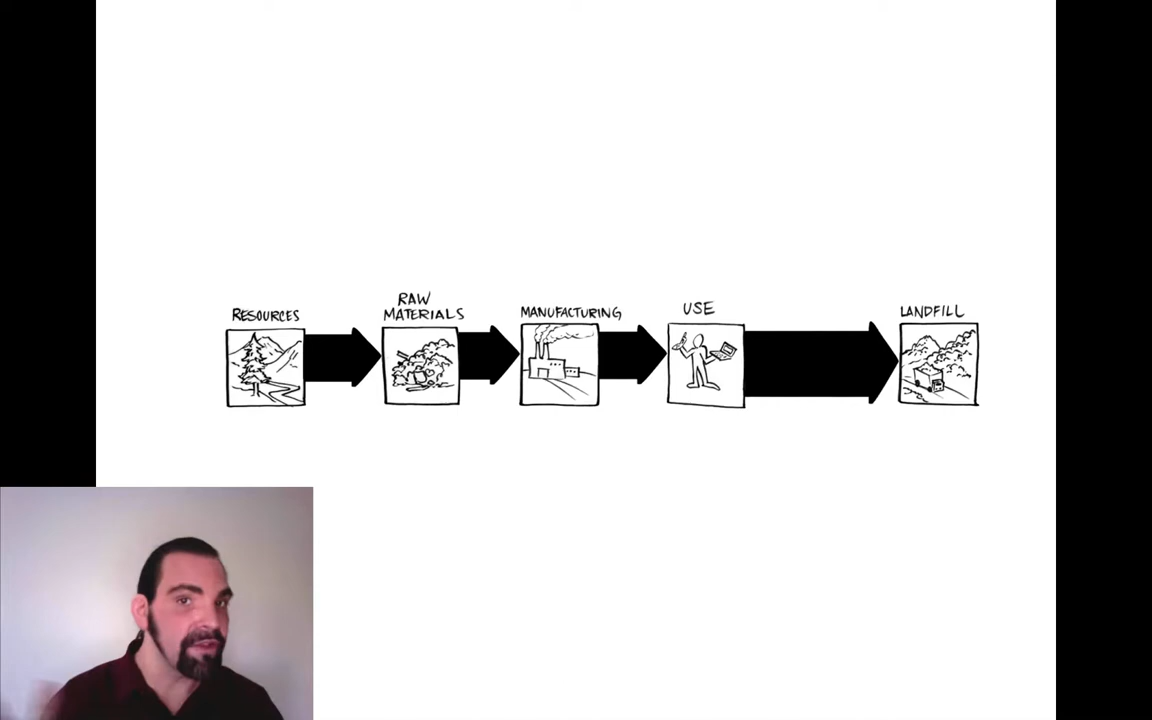 RESOURCES
RAW
MATERIALS
MANUFACTURING
USE
LANDFILL